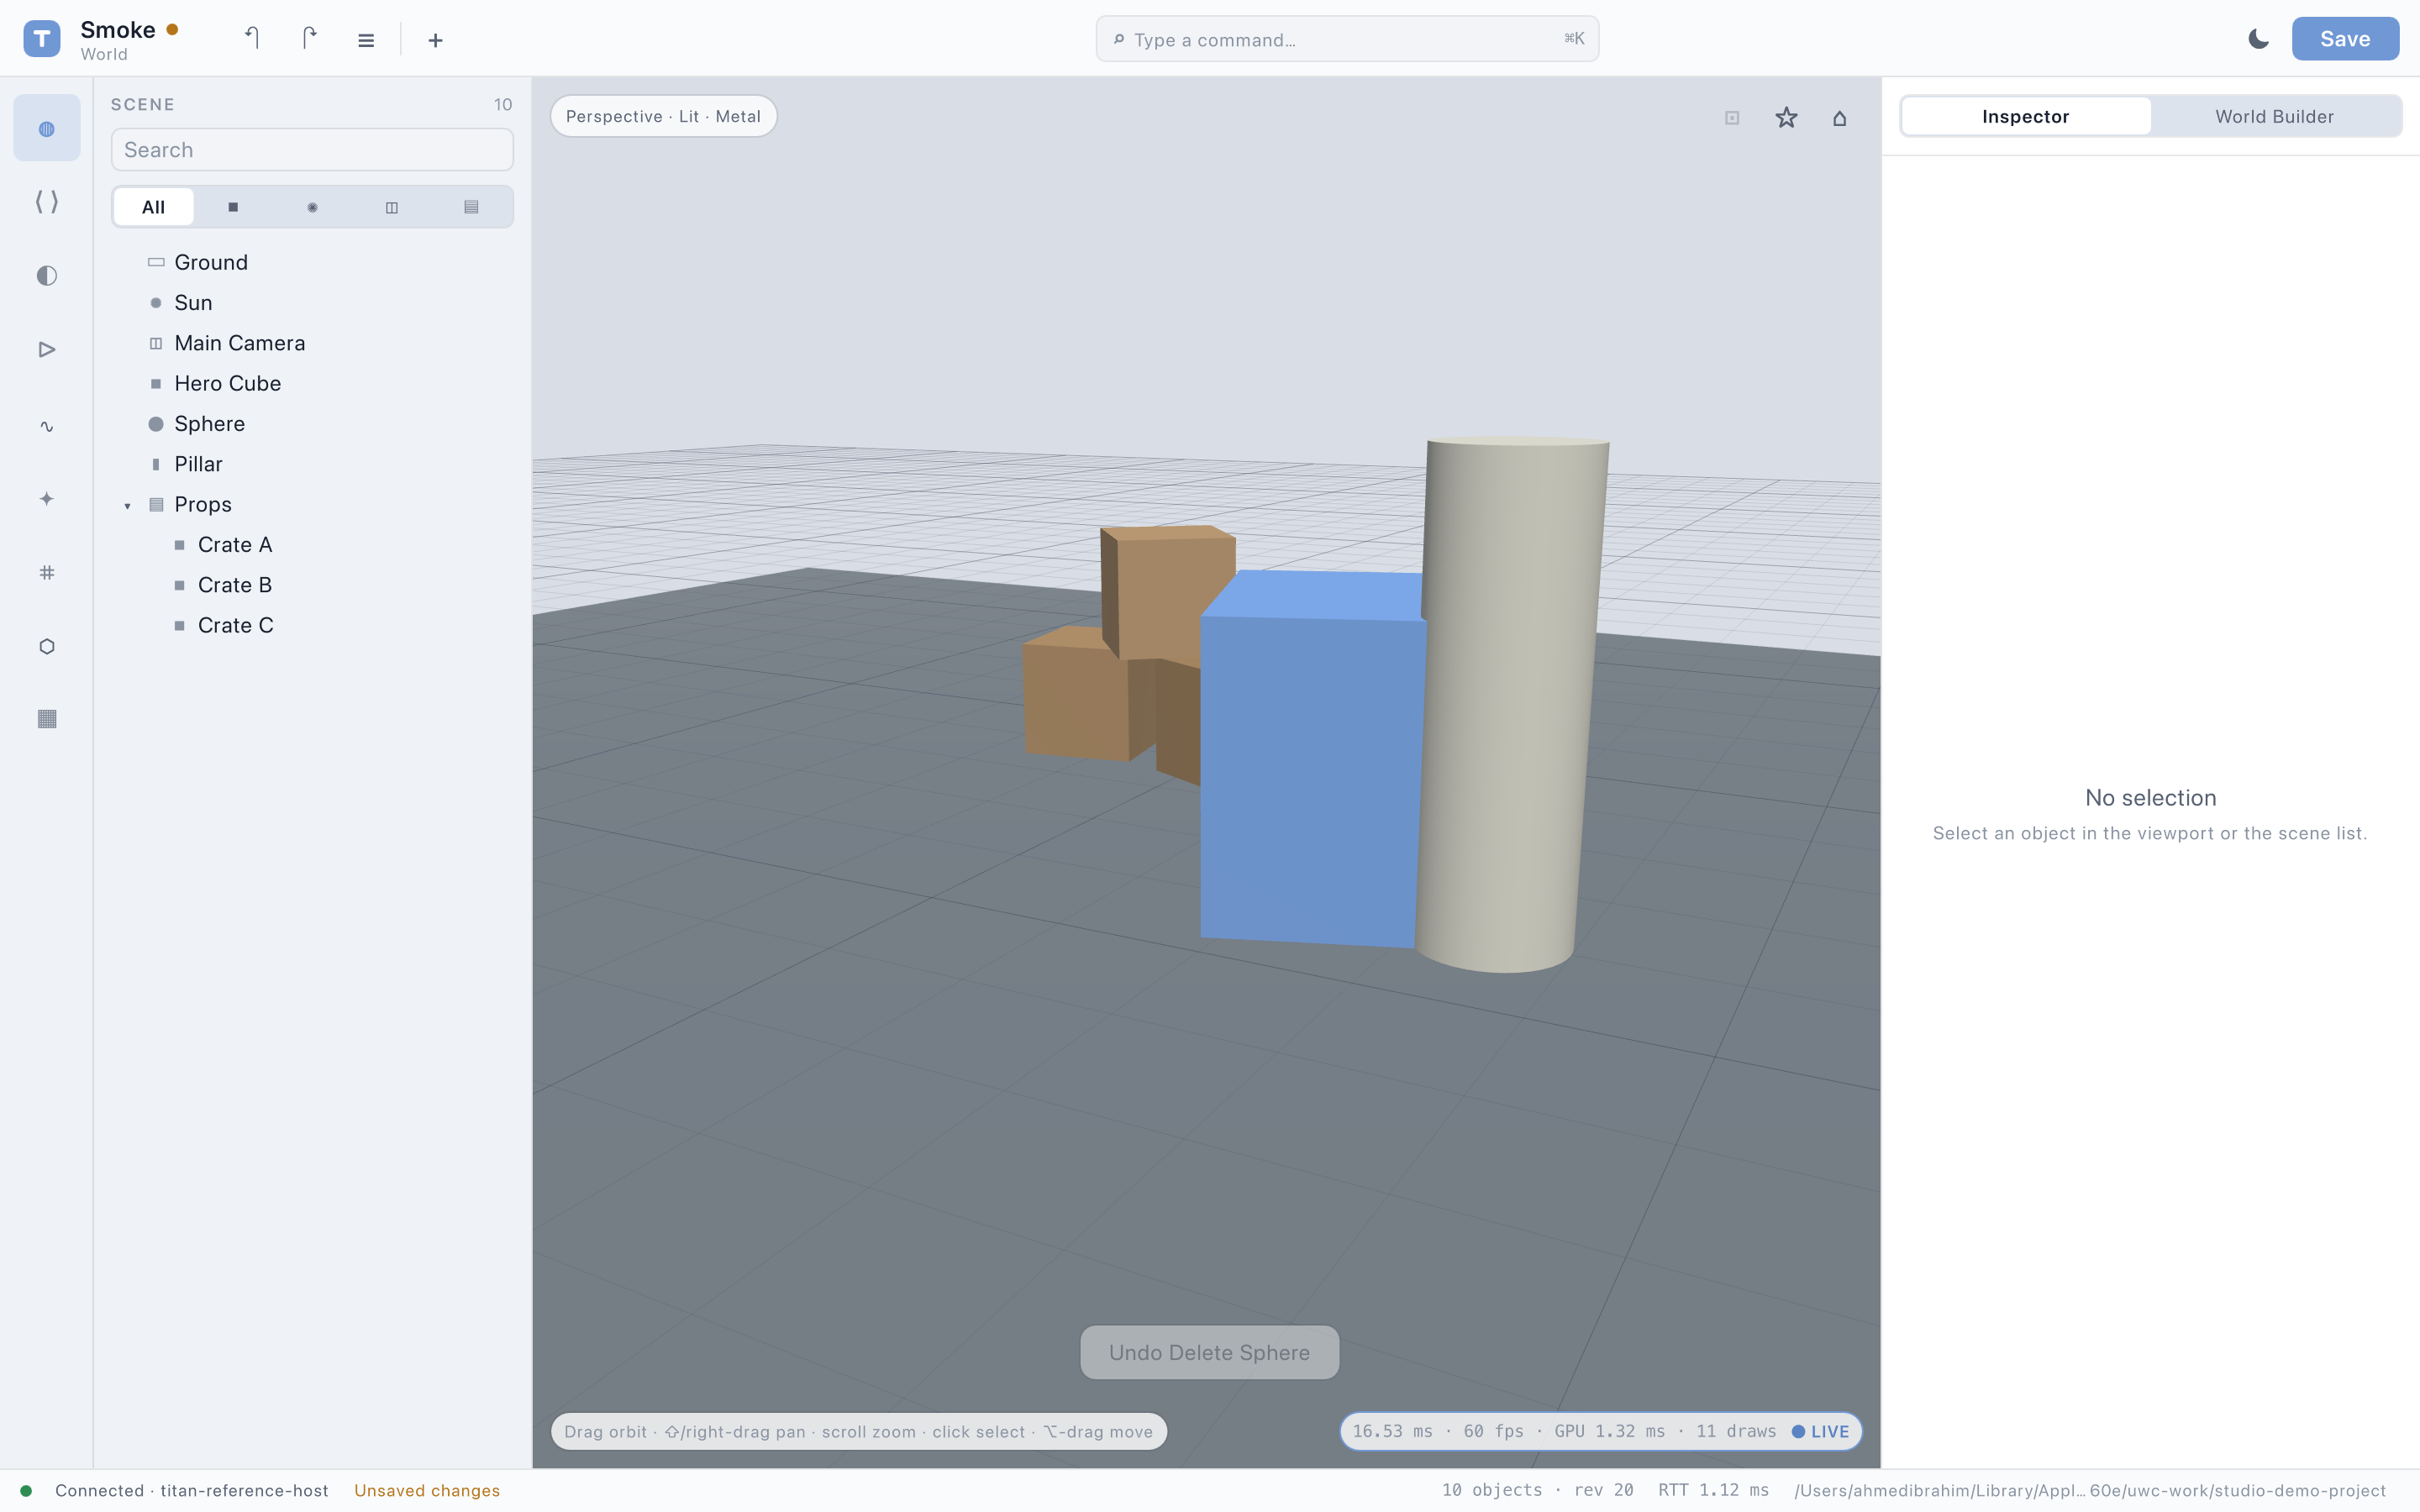 T
Smoke
World
Type a command…
⌘K
Save
SCENE
10
Search
All
Ground
Sun
Main Camera
Hero Cube
Sphere
Pillar
Props
Crate A
Crate B
Crate C
Perspective · Lit · Metal
Inspector
World Builder
No selection
Select an object in the viewport or the scene list.
Undo Delete Sphere
Drag orbit · ⇧/right-drag pan · scroll zoom · click select · ⌥-drag move
16.53 ms · 60 fps · GPU 1.32 ms · 11 draws
LIVE
Connected · titan-reference-host
Unsaved changes
10 objects · rev 20
RTT 1.12 ms
/Users/ahmedibrahim/Library/Appl… 60e/uwc-work/studio-demo-project